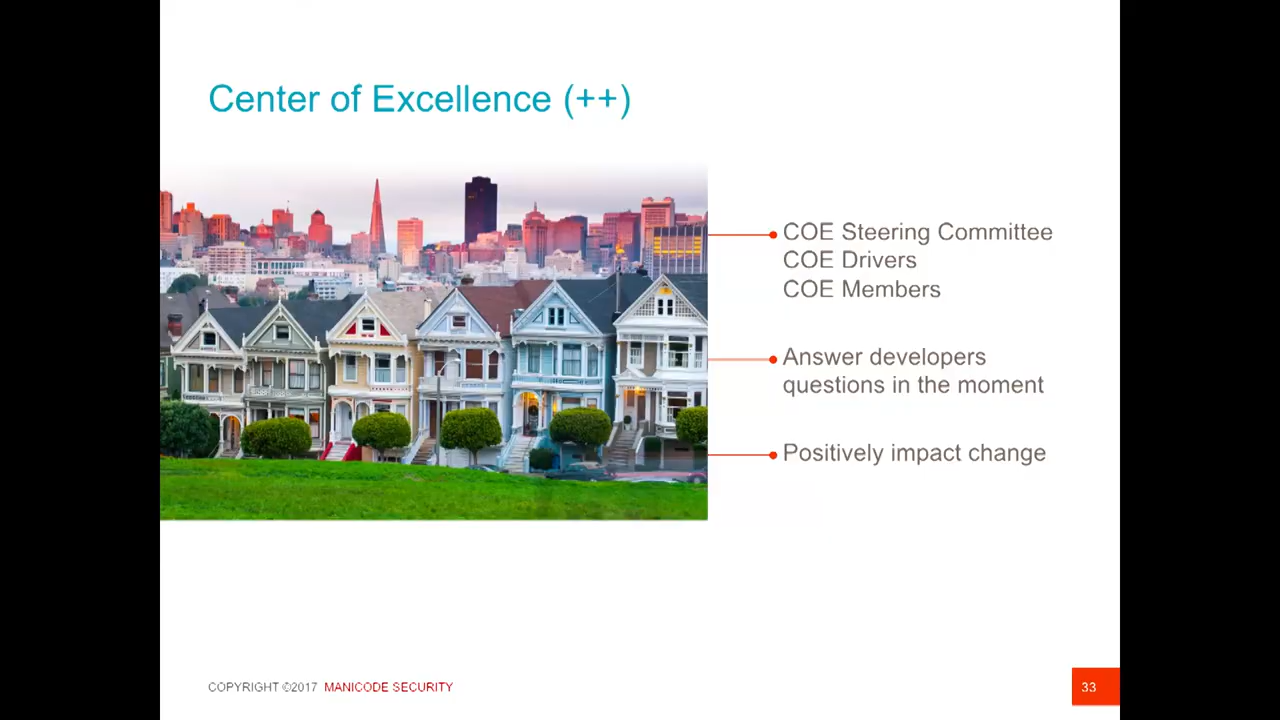 Center of Excellence (++)
COE Steering Committee
COE Drivers
COE Members
Answer developers
questions in the moment
Positively impact change
COPYRIGHT ©2017 MANICODE SECURITY
33